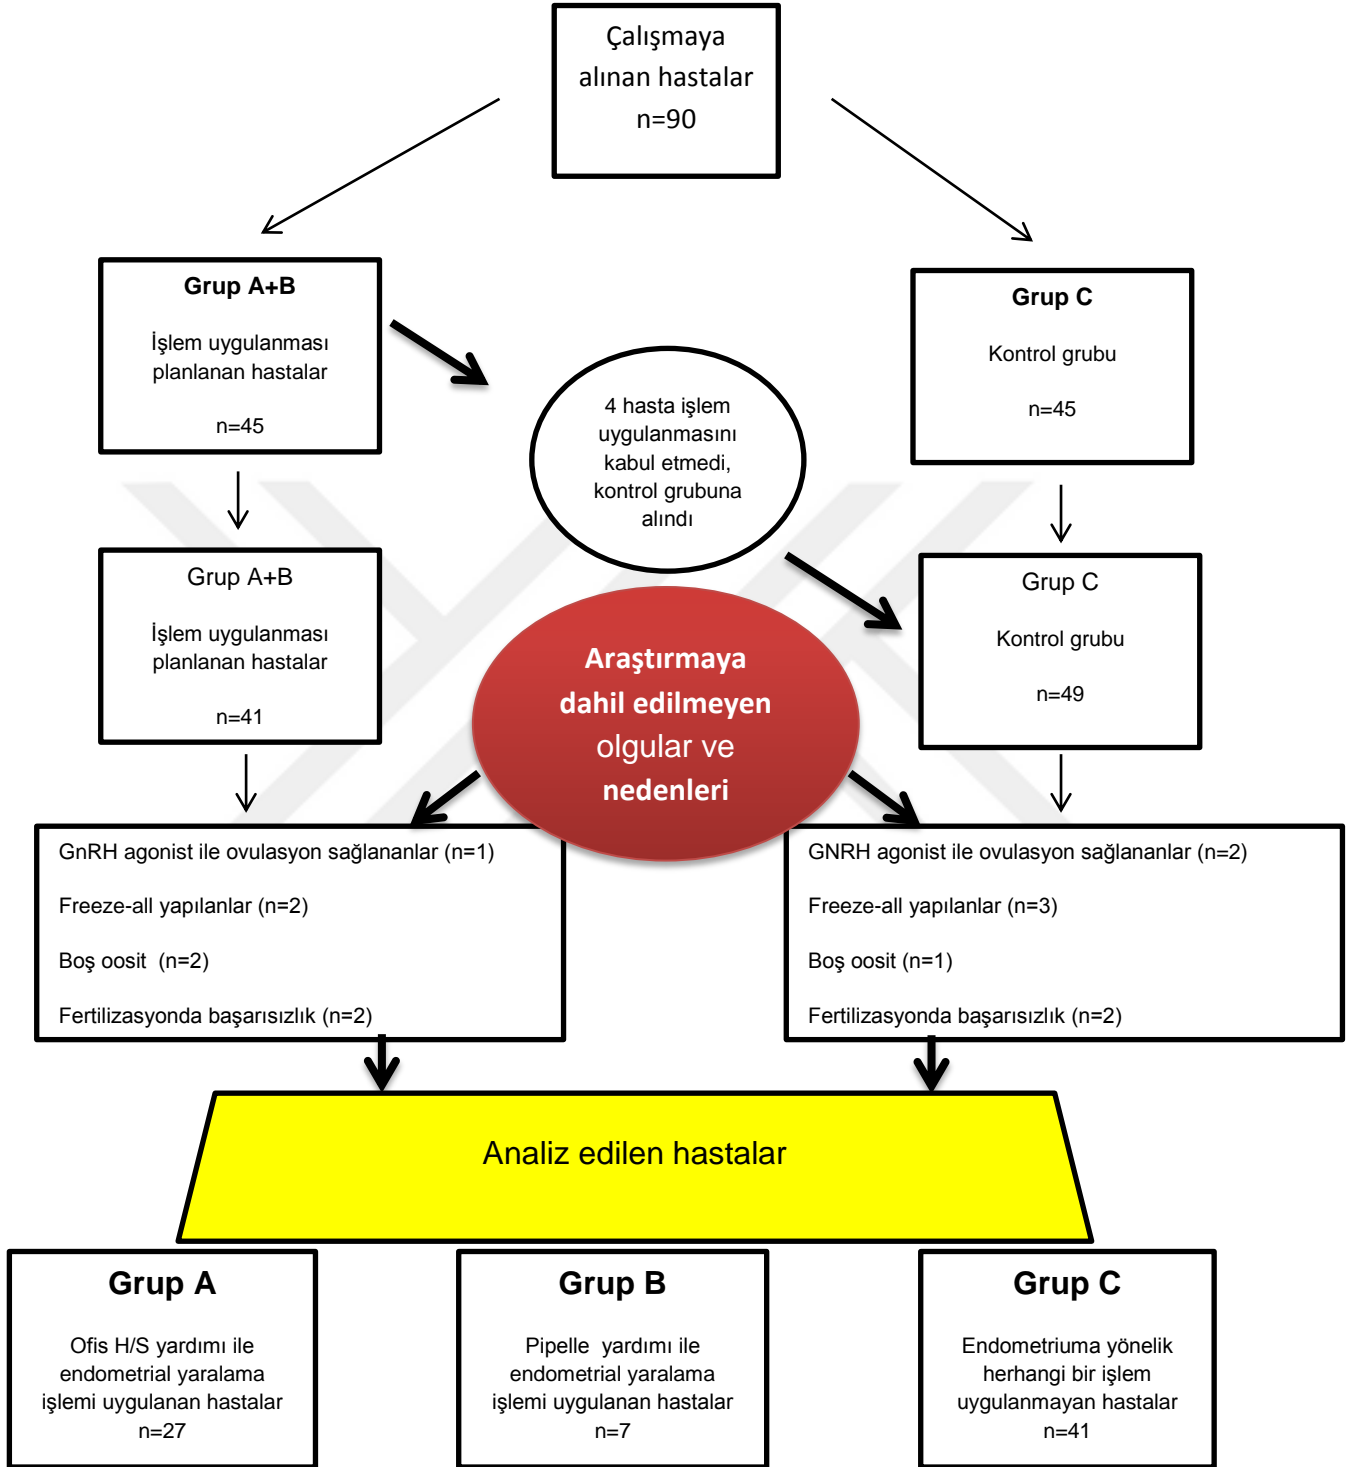 Çalışmaya
alınan hastalar
n=90
Grup A+B
İşlem uygulanması
planlanan hastalar
n=45
Grup C
Kontrol grubu
n=45
4 hasta işlem
uygulanmasını
kabul etmedi,
kontrol grubuna
alındı
Grup A+B
İşlem uygulanması
planlanan hastalar
n=41
Grup C
Kontrol grubu
n=49
Araştırmaya
dahil edilmeyen
olgular ve
nedenleri
GnRH agonist ile ovulasyon sağlananlar (n=1)
Freeze-all yapılanlar (n=2)
Boş oosit (n=2)
Fertilizasyonda başarısızlık (n=2)
GNRH agonist ile ovulasyon sağlananlar (n=2)
Freeze-all yapılanlar (n=3)
Boş oosit (n=1)
Fertilizasyonda başarısızlık (n=2)
Analiz edilen hastalar
Grup A
Ofis H/S yardımı ile
endometrial yaralama
işlemi uygulanan hastalar
n=27
Grup B
Pipelle yardımı ile
endometrial yaralama
işlemi uygulanan hastalar
n=7
Grup C
Endometriuma yönelik
herhangi bir işlem
uygulanmayan hastalar
n=41